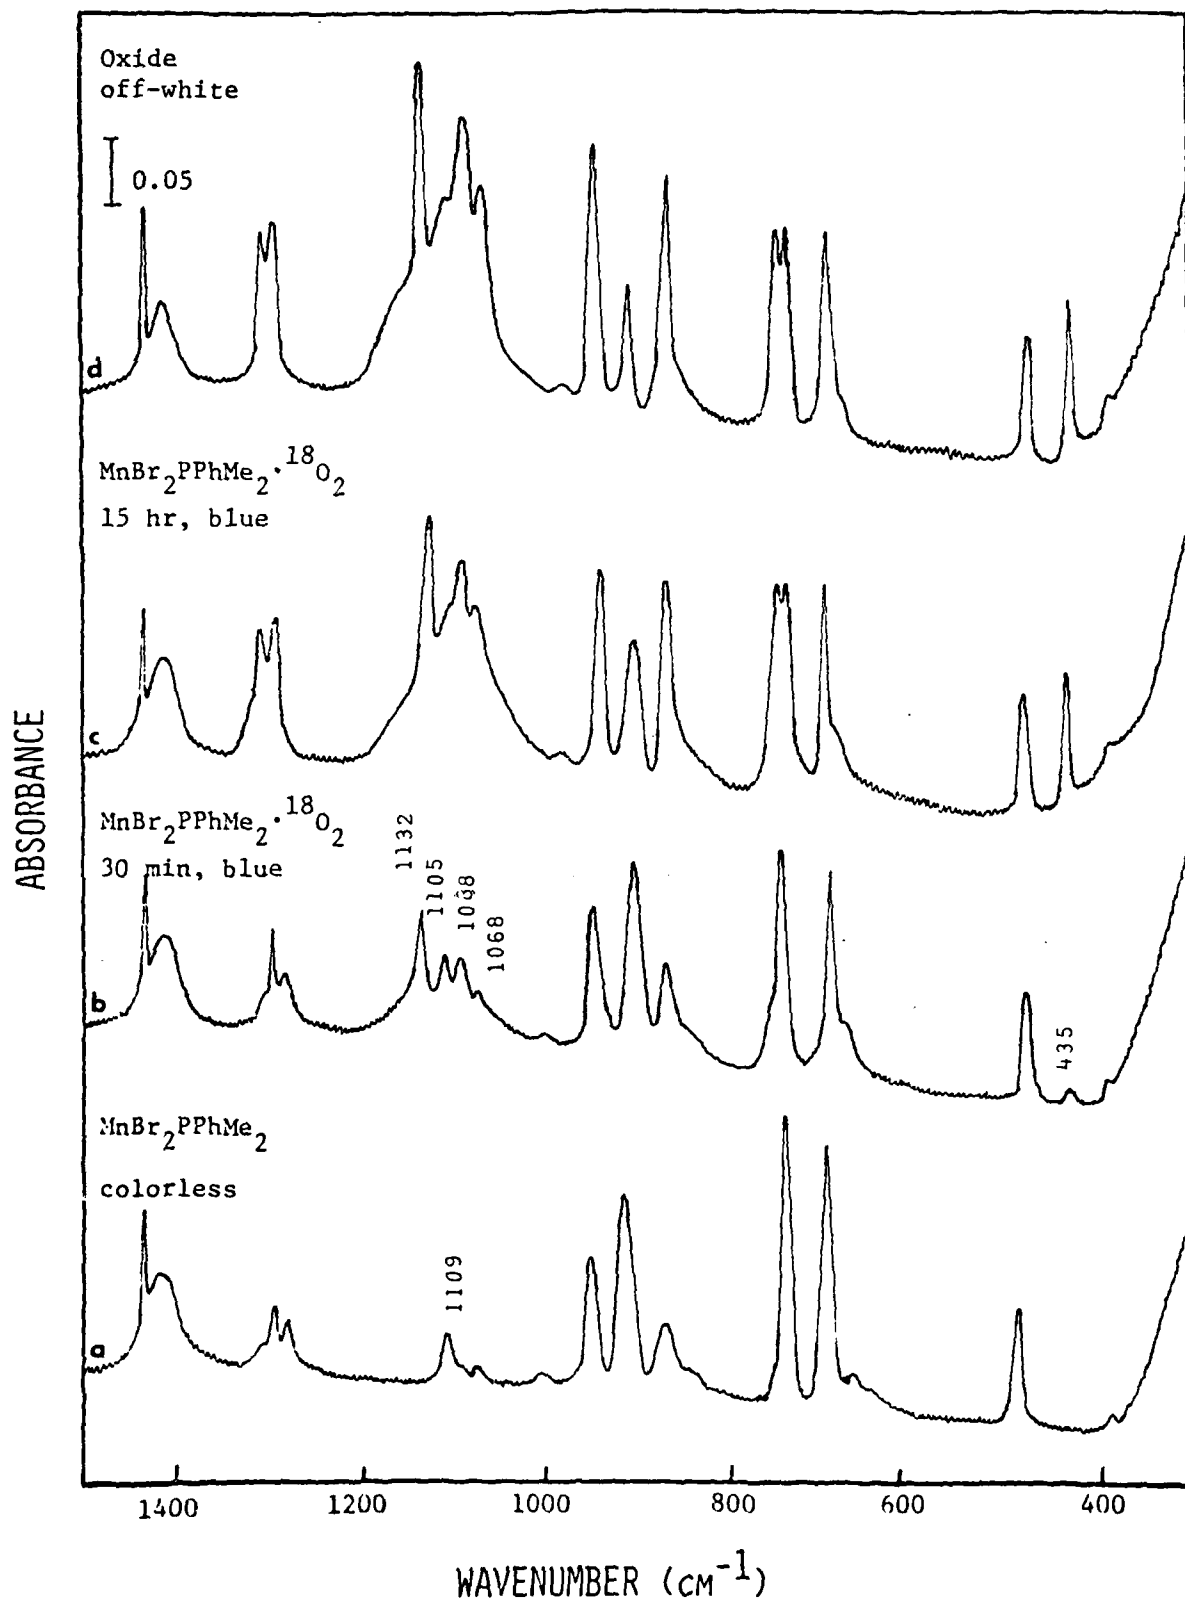 Oxide
off-white
0.05
d
MnBr2PPhMe2·18O2
15 hr, blue
c
MnBr2PPhMe2·18O2
30 min, blue
1132
1105
1048
1068
b
435
MnBr2PPhMe2
colorless
1109
a
ABSORBANCE
1400 1200 1000 800 600 400
WAVENUMBER (CM-1)